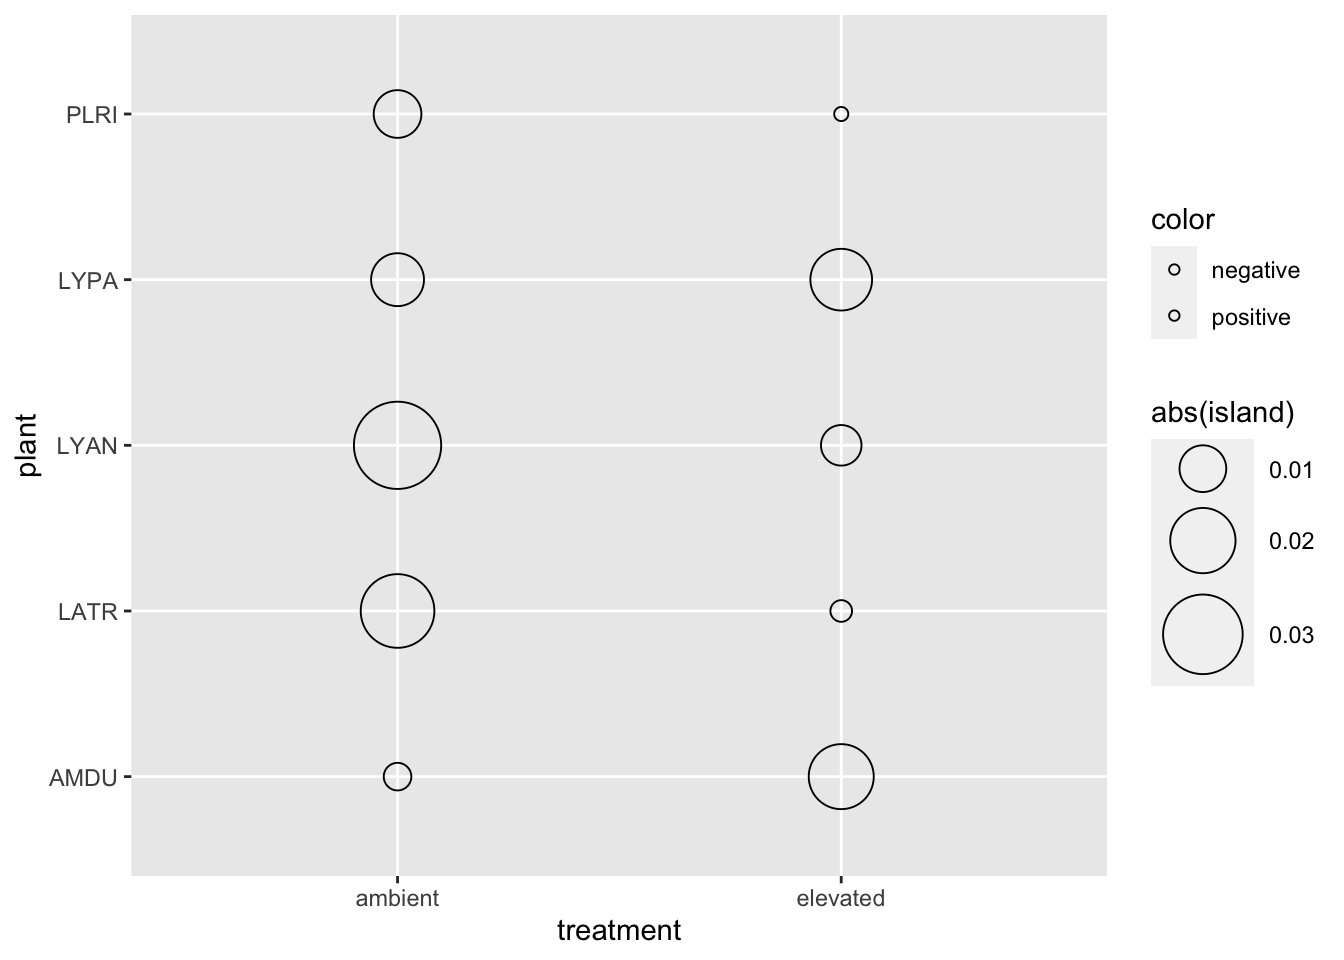 PLRI
LYPA
LYAN
LATR
AMDU
plant
ambient
elevated
treatment
color
negative
positive
abs(island)
0.01
0.02
0.03